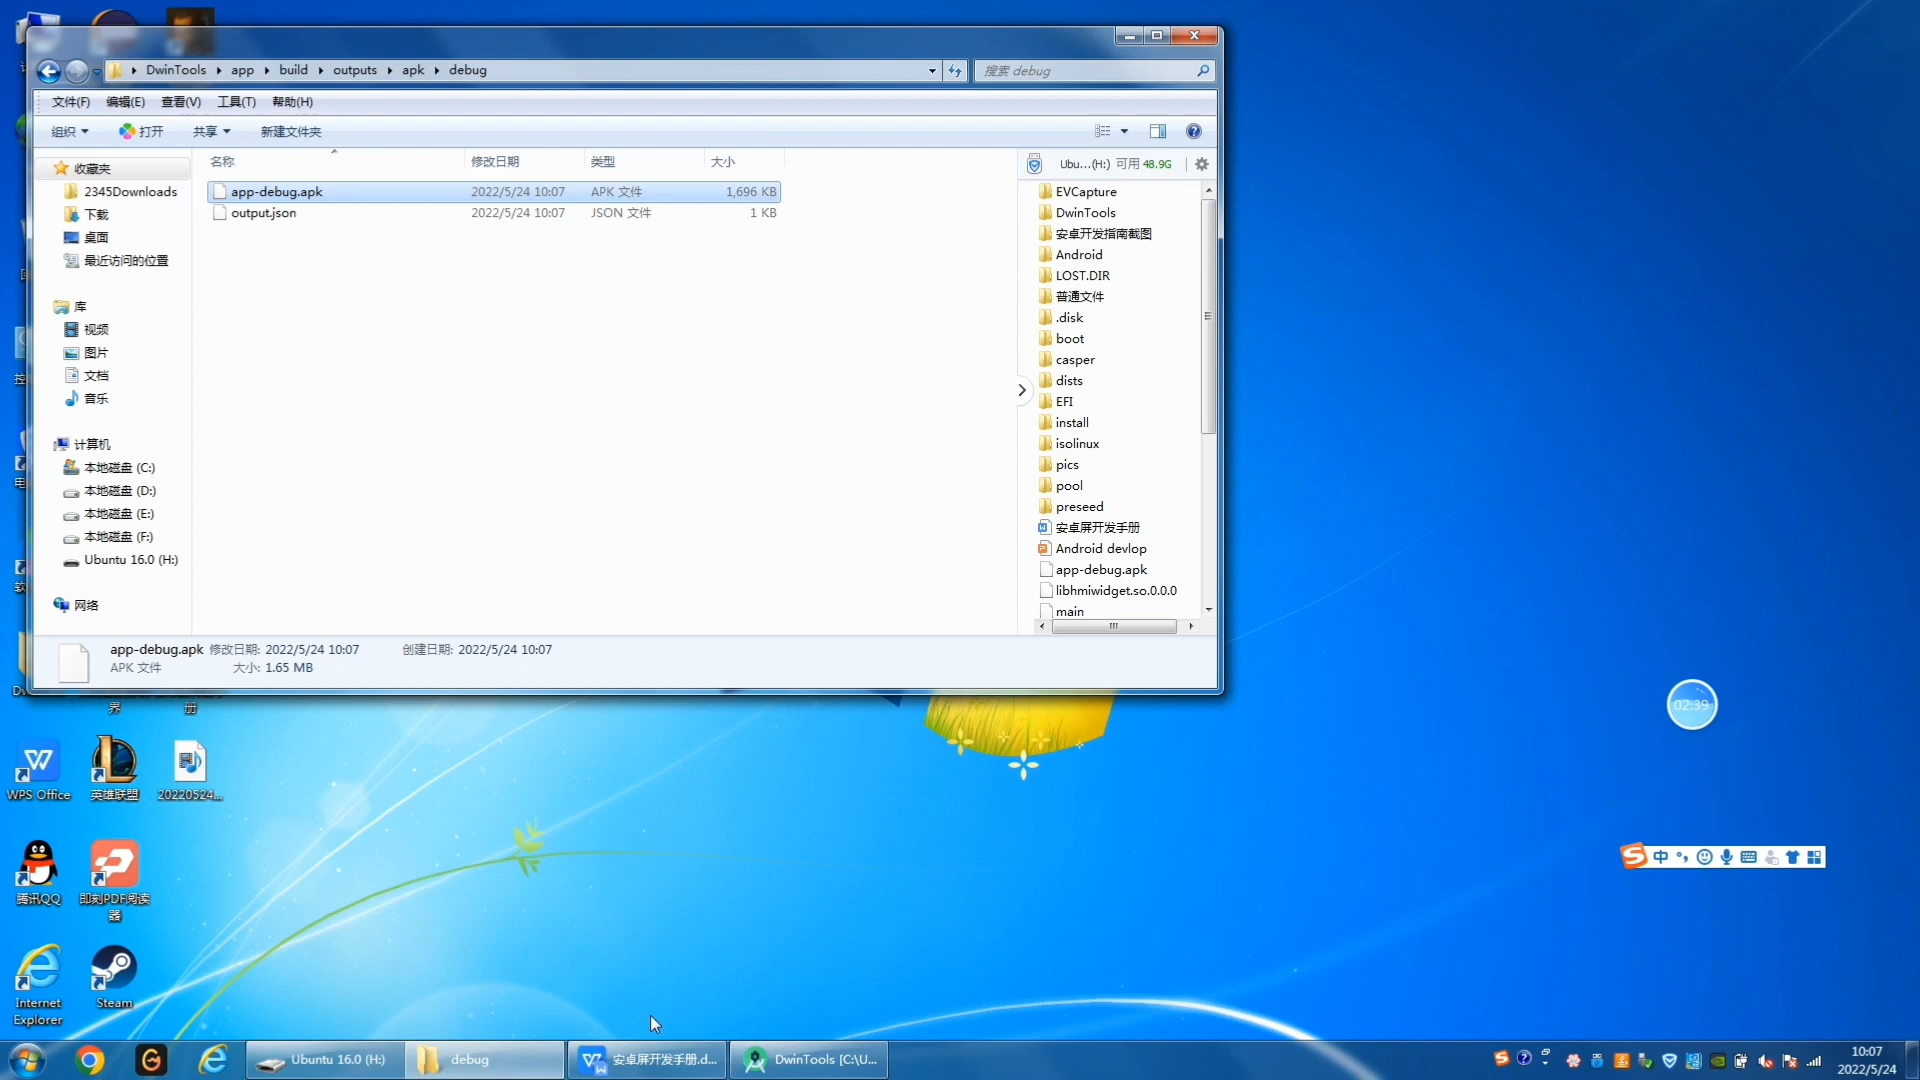 DwinTools app build outputs apk debug
搜索 debug
文件(F) 编辑(E) 查看(V) 工具(T) 帮助(H)
组织 打开 共享 新建文件夹
名称 修改日期 类型 大小
app-debug.apk 2022/5/24 10:07 APK 文件 1,696 KB
output.json 2022/5/24 10:07 JSON 文件 1 KB
收藏夹
2345Downloads
下载
桌面
最近访问的位置
库
视频
图片
文档
音乐
计算机
本地磁盘 (C:)
本地磁盘 (D:)
本地磁盘 (E:)
本地磁盘 (F:)
Ubuntu 16.0 (H:)
网络
Ubu...(H:) 可用 48.9G
EVCapture
DwinTools
安卓开发指南截图
Android
LOST.DIR
普通文件
.disk
boot
casper
dists
EFI
install
isolinux
pics
pool
preseed
安卓屏开发手册
Android devlop
app-debug.apk
libhmiwidget.so.0.0.0
main
app-debug.apk 修改日期: 2022/5/24 10:07 创建日期: 2022/5/24 10:07
APK 文件 大小: 1.65 MB
界
册
02:39
WPS Office
英雄联盟
20220524...
腾讯QQ
即刻PDF阅读
器
中
Internet
Explorer
Steam
Ubuntu 16.0 (H:)
debug
安卓屏开发手册.d...
DwinTools [C:\U...
10:07
2022/5/24